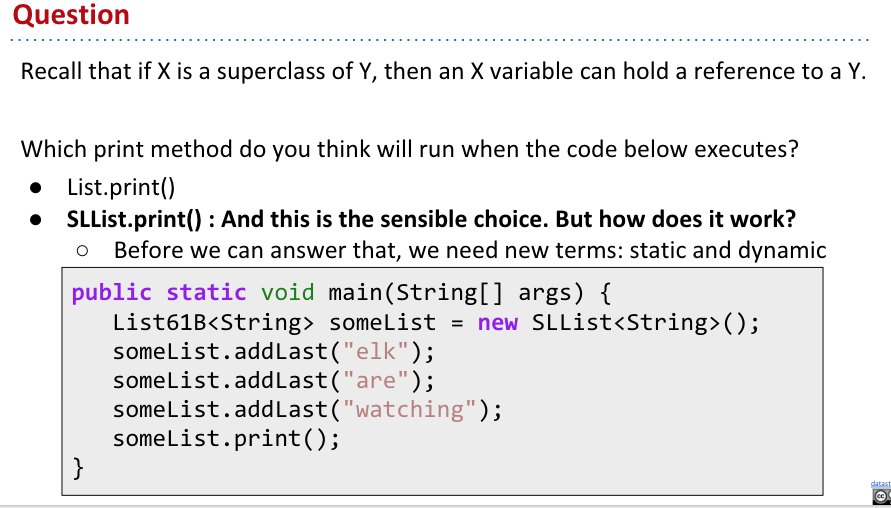 Question
Recall that if X is a superclass of Y, then an X variable can hold a reference to a Y.
Which print method do you think will run when the code below executes?
● List.print()
● SLList.print() : And this is the sensible choice. But how does it work?
○ Before we can answer that, we need new terms: static and dynamic
public static void main(String[] args) {
List61B<String> someList = new SLList<String>();
someList.addLast("elk");
someList.addLast("are");
someList.addLast("watching");
someList.print();
}
datast
cc